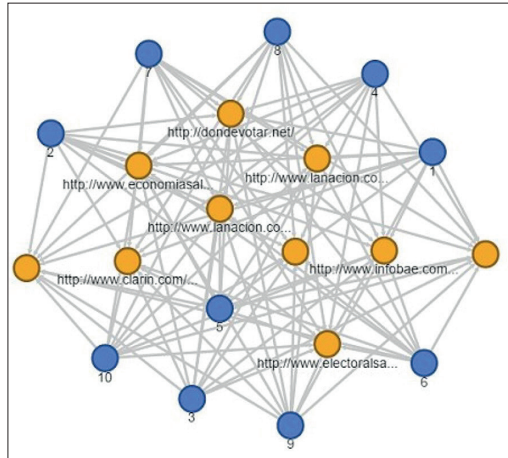 8
7
4
http://dondevotar.net/
2
1
http://www.lanacion.co...
http://www.economiasal...
http://www.lanacion.co...
http://www.infobae.com...
http://www.clarin.com/...
5
http://www.electoralsa...
10
6
3
9